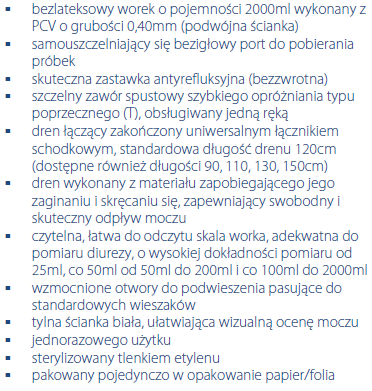 ▪ bezlateksowy worek o pojemności 2000ml wykonany z
PCV o grubości 0,40mm (podwójna ścianka)
▪ samouszczelniający się bezigłowy port do pobierania
próbek
▪ skuteczna zastawka antyrefluksyjna (bezzwrotna)
▪ szczelny zawór spustowy szybkiego opróżniania typu
poprzecznego (T), obsługiwany jedną ręką
▪ dren łączący zakończony uniwersalnym łącznikiem
schodkowym, standardowa długość drenu 120cm
(dostępne również długości 90, 110, 130, 150cm)
▪ dren wykonany z materiału zapobiegającego jego
zaginaniu i skręcaniu się, zapewniający swobodny i
skuteczny odpływ moczu
▪ czytelna, łatwa do odczytu skala worka, adekwatna do
pomiaru diurezy, o wysokiej dokładności pomiaru od
25ml, co 50ml od 50ml do 200ml i co 100ml do 2000ml
▪ wzmocnione otwory do podwieszenia pasujące do
standardowych wieszaków
▪ tylna ścianka biała, ułatwiająca wizualną ocenę moczu
▪ jednorazowego użytku
▪ sterylizowany tlenkiem etylenu
▪ pakowany pojedynczo w opakowanie papier/folia